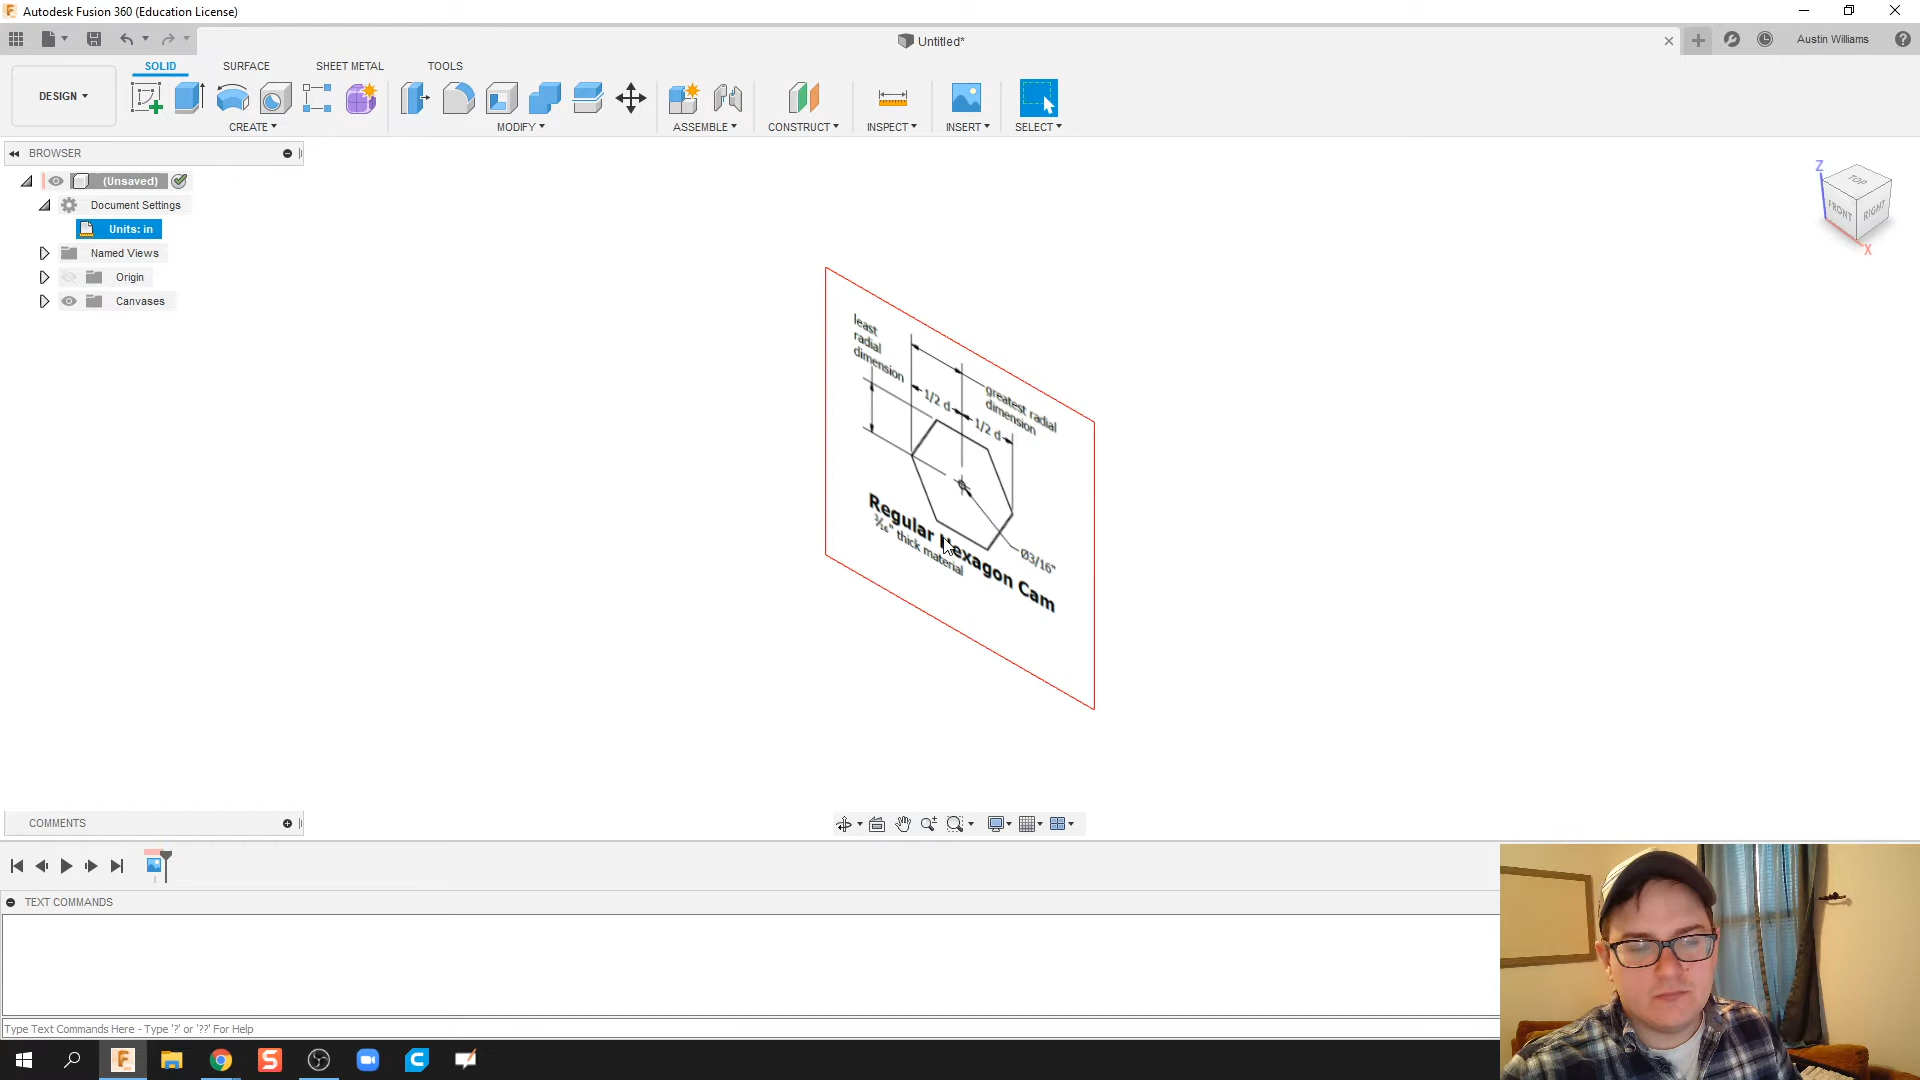 Autodesk Fusion 360 (Education License)
Untitled*
Austin Williams
DESIGN
SOLID
SURFACE
SHEET METAL
TOOLS
CREATE
MODIFY
ASSEMBLE
CONSTRUCT
INSPECT
INSERT
SELECT
BROWSER
(Unsaved)
Document Settings
Units: in
Named Views
Origin
Canvases
Z
TOP
FRONT
RIGHT
X
least
radial
dimension
greatest radial
dimension
1/2 d
1/2 d
Ø3/16"
Regular Hexagon Cam
3/16" thick material
COMMENTS
TEXT COMMANDS
Type Text Commands Here - Type '?' or '??' For Help